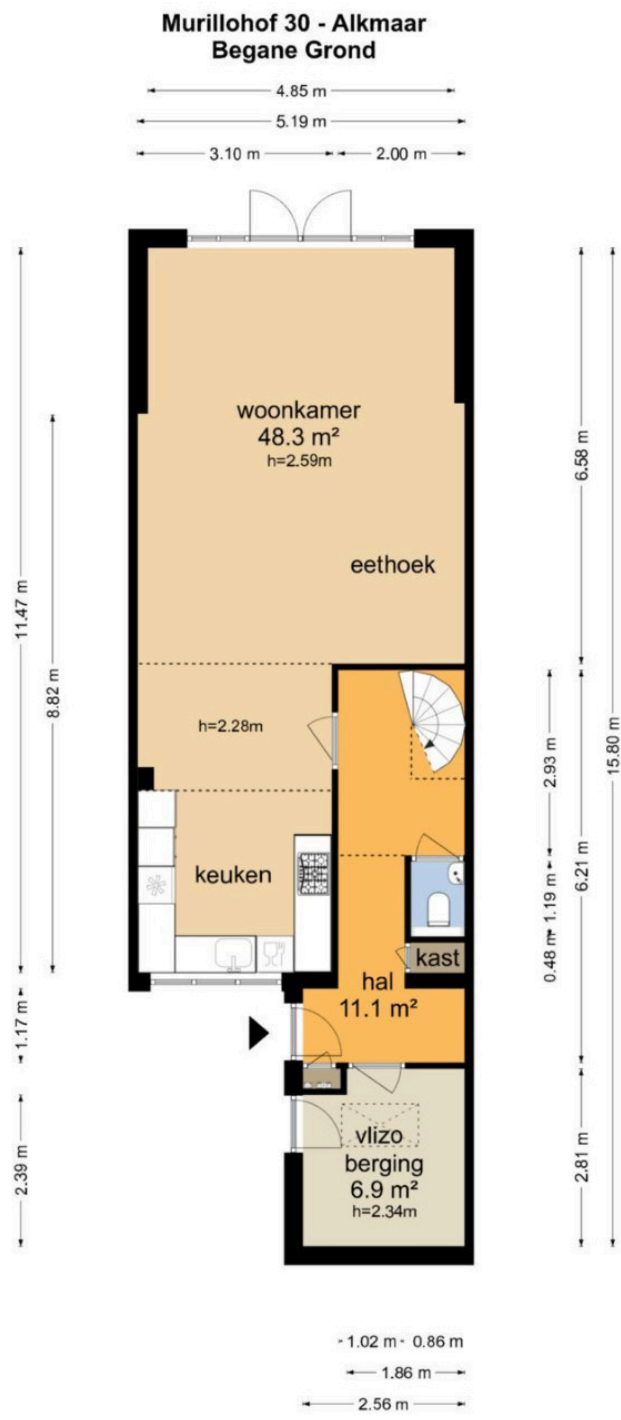 Murillohof 30 - Alkmaar
Begane Grond
4.85 m
5.19 m
3.10 m
2.00 m
woonkamer
48.3 m²
h=2.59m
eethoek
h=2.28m
keuken
hal
11.1 m²
kast
vlizo
berging
6.9 m²
h=2.34m
11.47 m
8.82 m
1.17 m
2.39 m
6.58 m
15.80 m
2.93 m
6.21 m
1.19 m
0.48 m
2.81 m
1.02 m
0.86 m
1.86 m
2.56 m